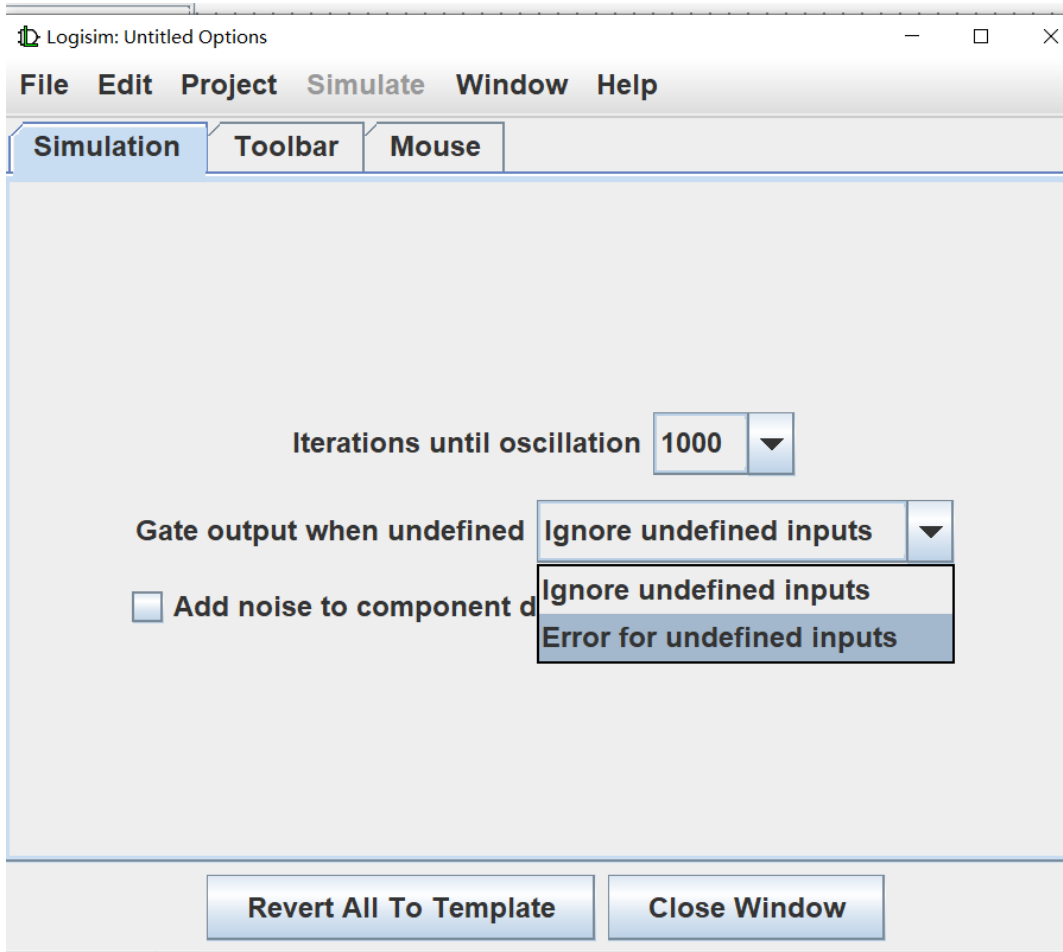 Logisim: Untitled Options
File Edit Project Simulate Window Help
Simulation Toolbar Mouse
Iterations until oscillation 1000
Gate output when undefined Ignore undefined inputs
Ignore undefined inputs
Add noise to component d
Error for undefined inputs
Revert All To Template Close Window